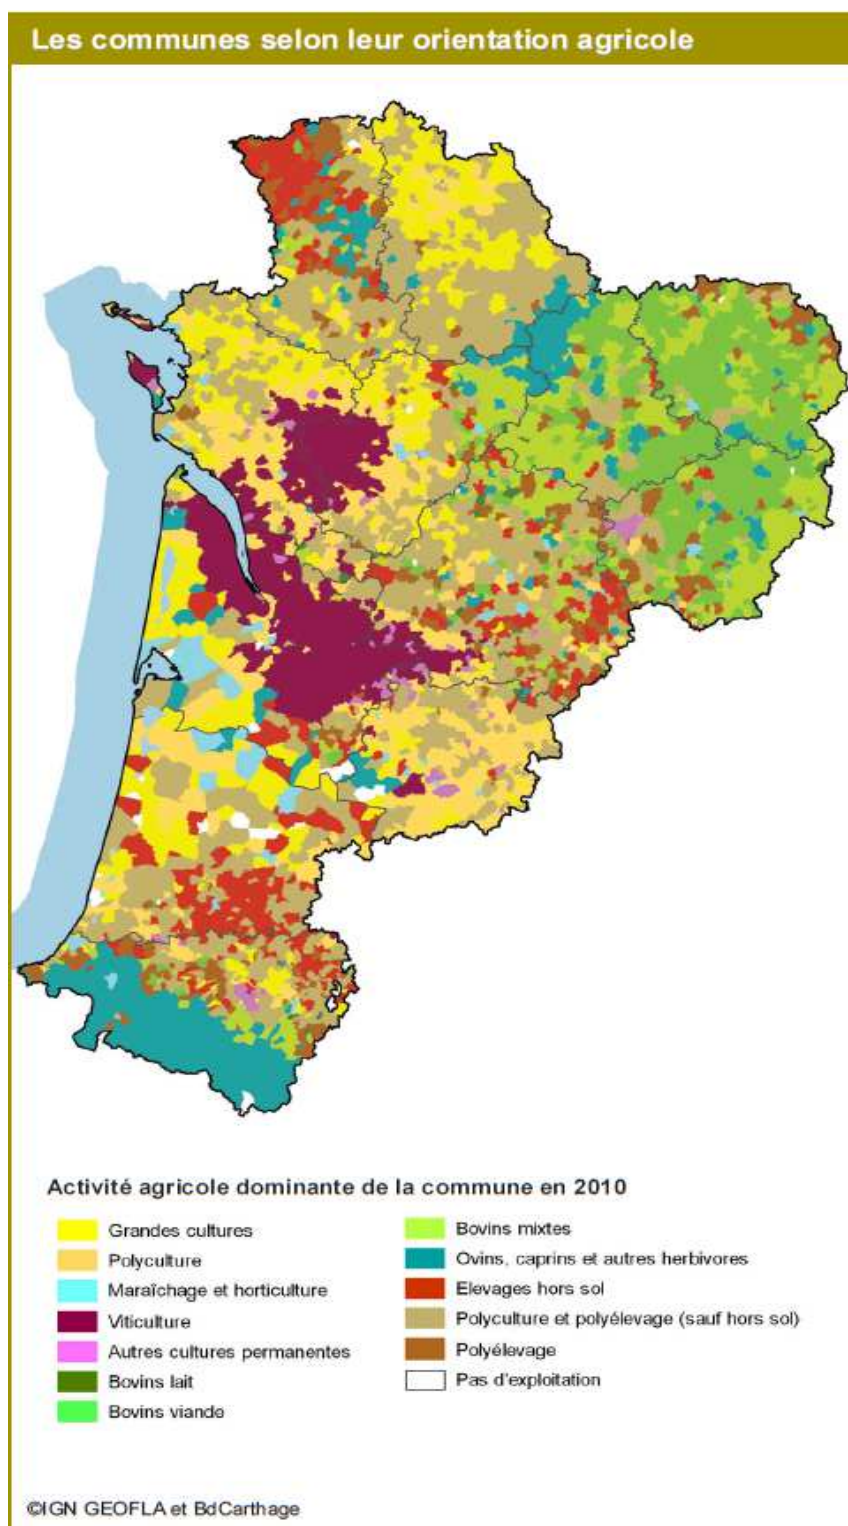 Les communes selon leur orientation agricole
Activité agricole dominante de la commune en 2010
Grandes cultures
Polyculture
Maraîchage et horticulture
Viticulture
Autres cultures permanentes
Bovins lait
Bovins viande
Bovins mixtes
Ovins, caprins et autres herbivores
Elevages hors sol
Polyculture et polyélevage (sauf hors sol)
Polyélevage
Pas d'exploitation
©IGN GEOFLA et BdCarthage